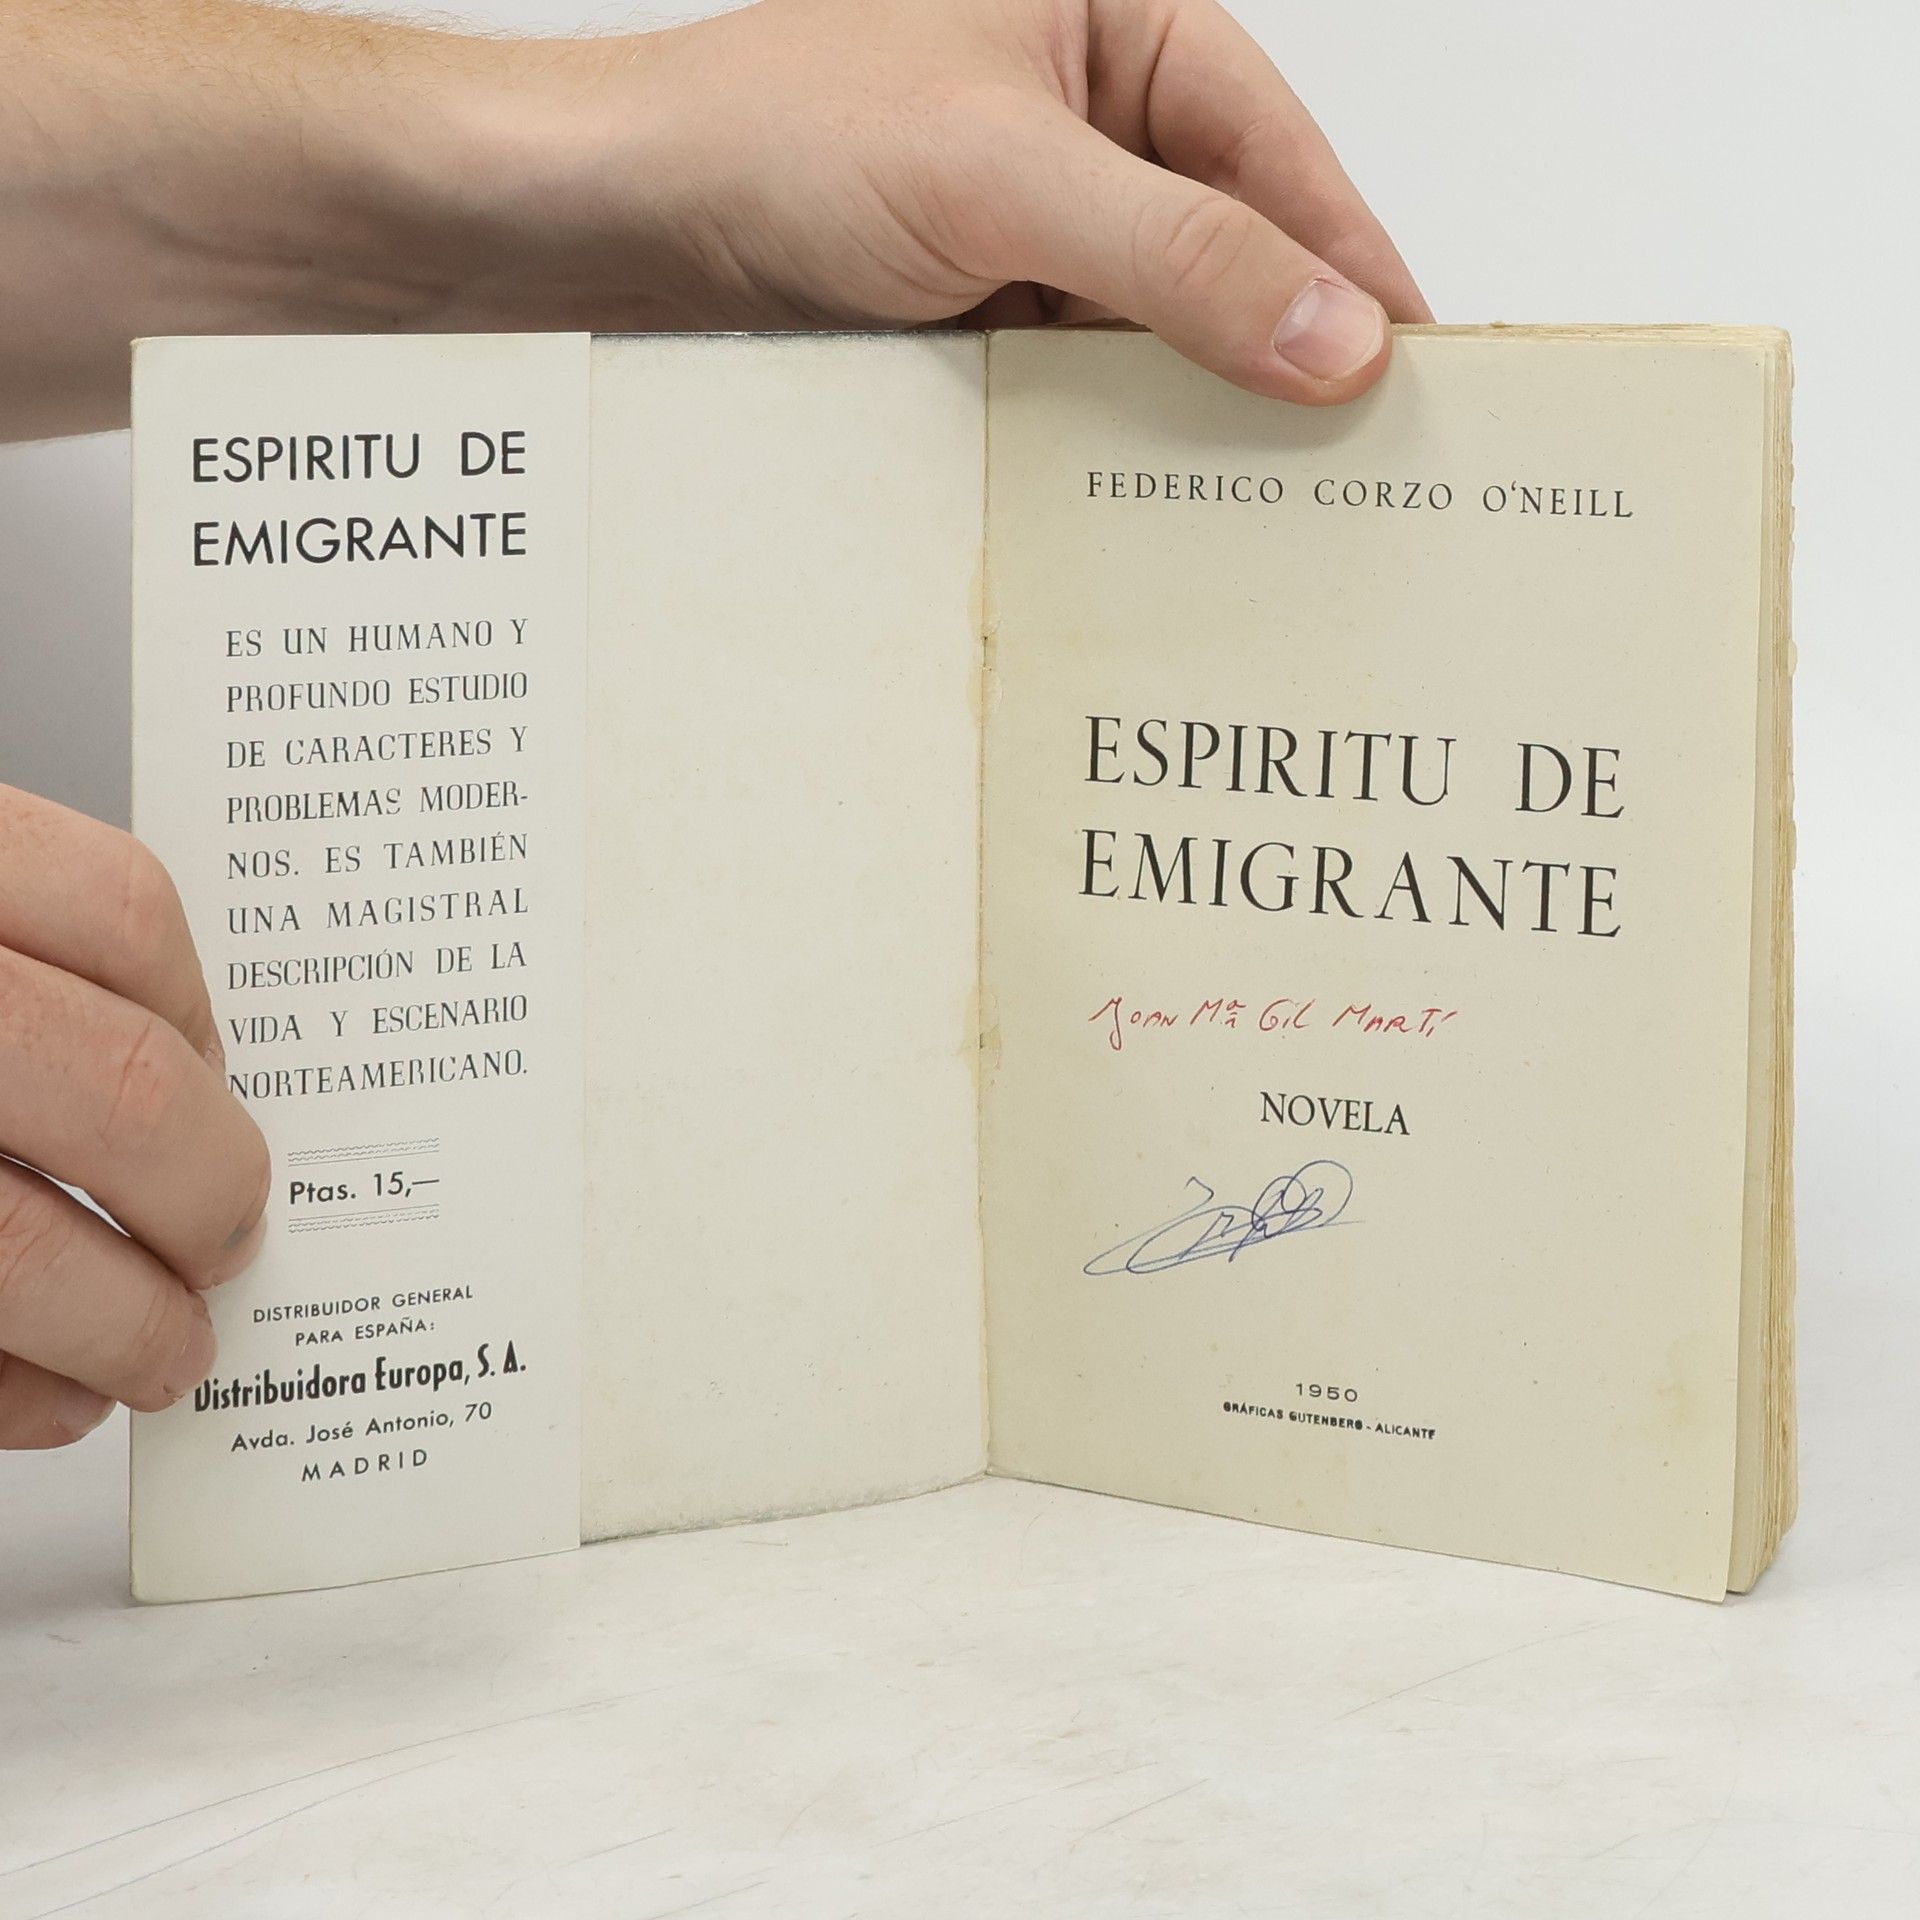 ESPIRITU DE
EMIGRANTE
ES UN HUMANO Y
PROFUNDO ESTUDIO
DE CARACTERES Y
PROBLEMAS MODER-
NOS. ES TAMBIÉN
UNA MAGISTRAL
DESCRIPCIÓN DE LA
VIDA Y ESCENARIO
NORTEAMERICANO.
Ptas. 15,—
DISTRIBUIDOR GENERAL
PARA ESPAÑA:
Distribuidora Europa, S. A.
Avda. José Antonio, 70
MADRID
FEDERICO CORZO O'NEILL
ESPIRITU DE
EMIGRANTE
Joan Mª Gil Martí
NOVELA
1950
GRÁFICAS GUTENBERG - ALICANTE